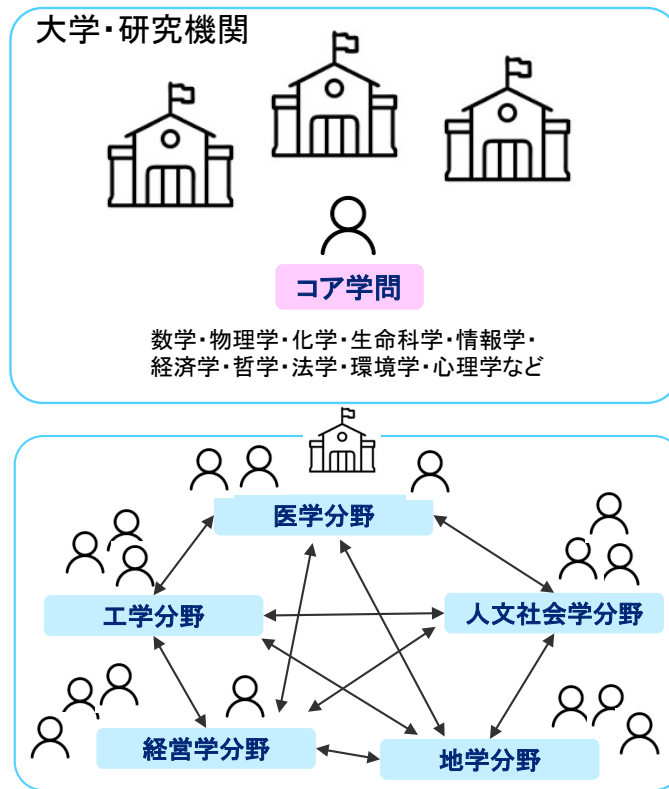 大学・研究機関
コア学問
数学・物理学・化学・生命科学・情報学・
経済学・哲学・法学・環境学・心理学など
医学分野
工学分野
人文社会学分野
経営学分野
地学分野